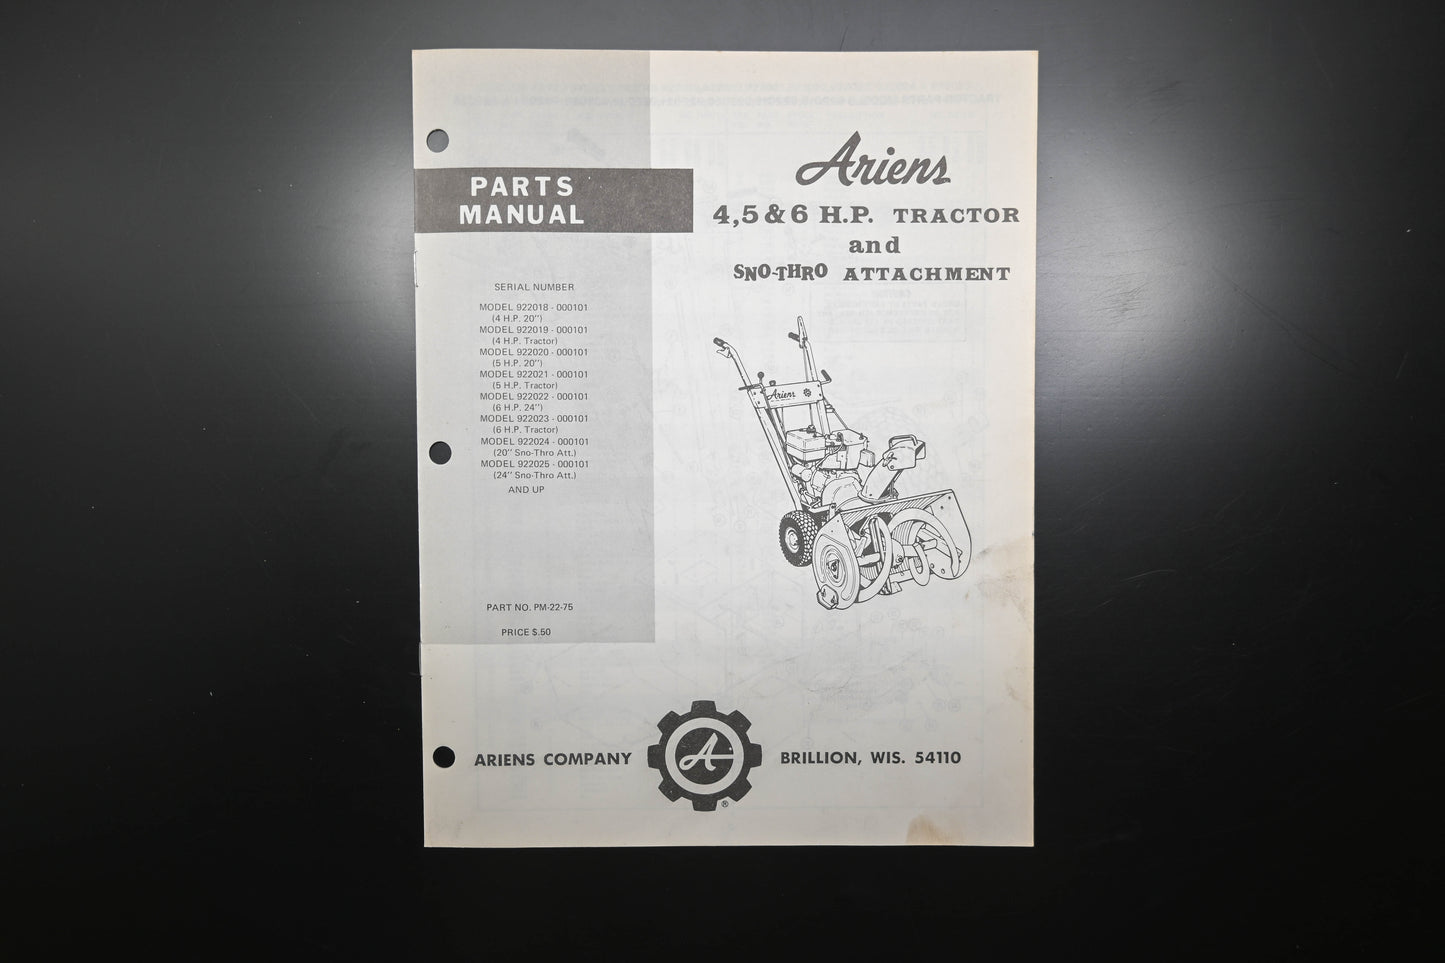 PARTS
MANUAL
SERIAL NUMBER
MODEL 922018 - 000101
(4 H.P. 20")
MODEL 922019 - 000101
(4 H.P. Tractor)
MODEL 922020 - 000101
(5 H.P. 20")
MODEL 922021 - 000101
(5 H.P. Tractor)
MODEL 922022 - 000101
(6 H.P. 24")
MODEL 922023 - 000101
(6 H.P. Tractor)
MODEL 922024 - 000101
(20" Sno-Thro Att.)
MODEL 922025 - 000101
(24" Sno-Thro Att.)
AND UP
PART NO. PM-22-75
PRICE $.50
Ariens
4,5 & 6 H.P. TRACTOR
and
SNO-THRO ATTACHMENT
Ariens
ARIENS COMPANY
A
®
BRILLION, WIS. 54110